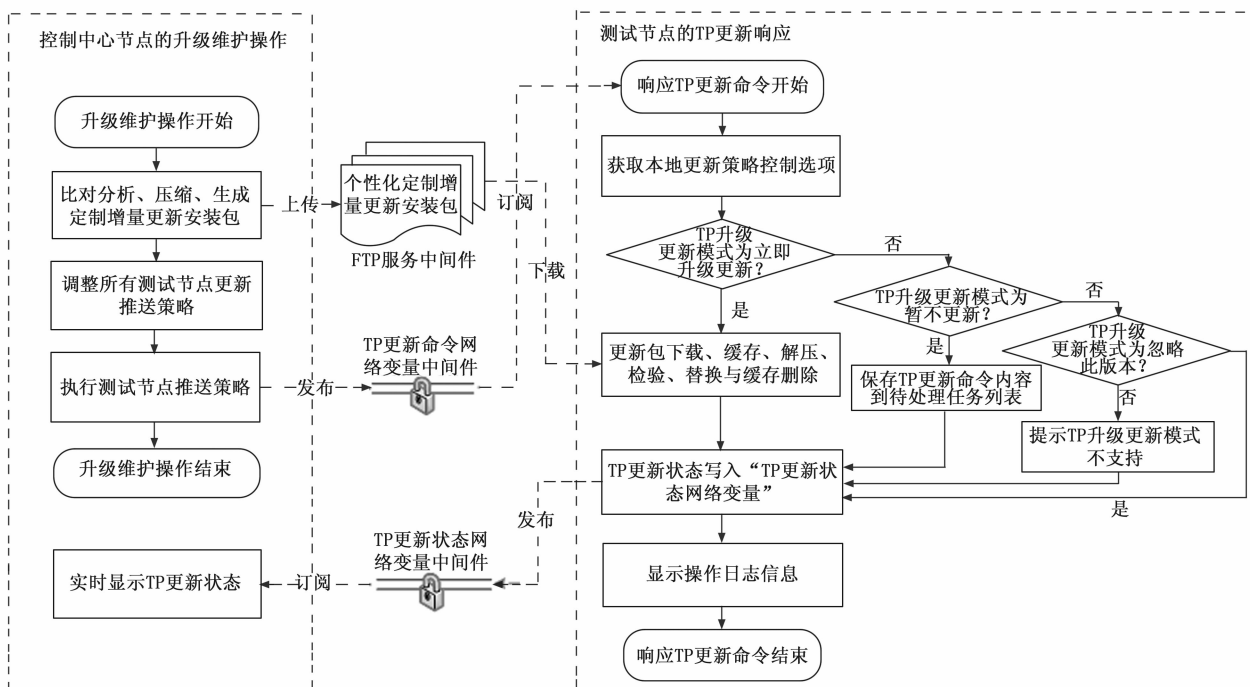 控制中心节点的升级维护操作
升级维护操作开始
比对分析、压缩、生成
定制增量更新安装包
调整所有测试节点更新
推送策略
执行测试节点推送策略
升级维护操作结束
实时显示TP更新状态
上传
个性化定制增
量更新安装包
FTP服务中间件
订阅
下载
TP更新命令网
络变量中间件
发布
发布
TP更新状态网
络变量中间件
订阅
测试节点的TP更新响应
响应TP更新命令开始
获取本地更新策略控制选项
TP升级
更新模式为立即
升级更新？
否
是
TP升级更新模式为
暂不更新？
否
是
TP升级
更新模式为忽略
此版本？
否
是
更新包下载、缓存、解压、
检验、替换与缓存删除
保存TP更新命令内容
到待处理任务列表
提示TP升级更新模式
不支持
TP更新状态写入“TP更新状
态网络变量”
显示操作日志信息
响应TP更新命令结束